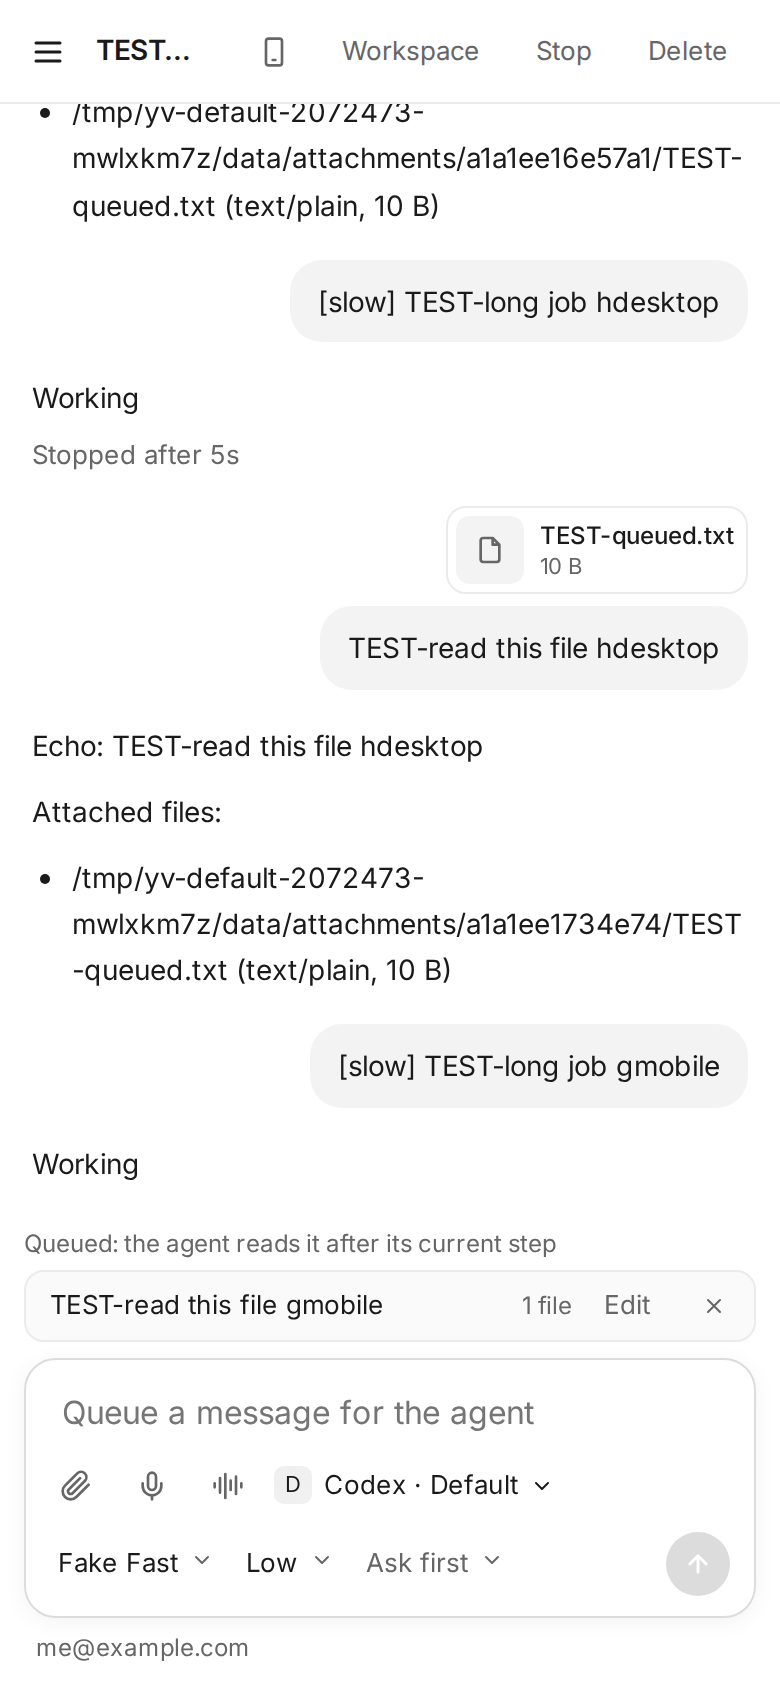 TEST...
Workspace
Stop
Delete
/tmp/yv-default-2072473-
mwlxkm7z/data/attachments/a1a1ee16e57a1/TEST-
queued.txt (text/plain, 10 B)
[slow] TEST-long job hdesktop
Working
Stopped after 5s
TEST-queued.txt
10 B
TEST-read this file hdesktop
Echo: TEST-read this file hdesktop
Attached files:
/tmp/yv-default-2072473-
mwlxkm7z/data/attachments/a1a1ee1734e74/TEST
-queued.txt (text/plain, 10 B)
[slow] TEST-long job gmobile
Working
Queued: the agent reads it after its current step
TEST-read this file gmobile
1 file
Edit
Queue a message for the agent
D
Codex · Default
Fake Fast
Low
Ask first
me@example.com